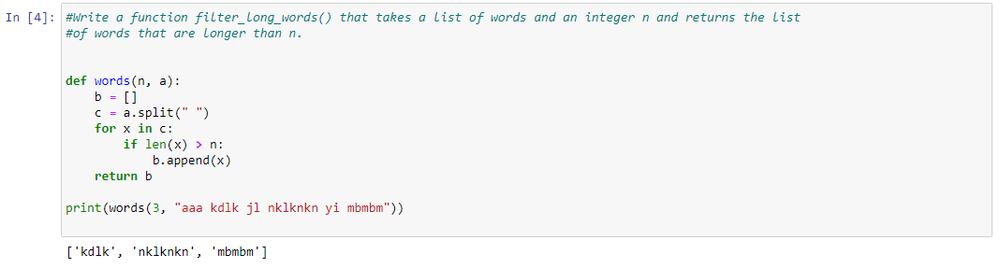 In [4]: #Write a function filter_long_words() that takes a list of words and an integer n and returns the list
#of words that are longer than n.
def words(n, a):
    b = []
    c = a.split(" ")
    for x in c:
        if len(x) > n:
            b.append(x)
    return b
print(words(3, "aaa kdlk jl nklknkn yi mbmbm"))
['kdlk', 'nklknkn', 'mbmbm']